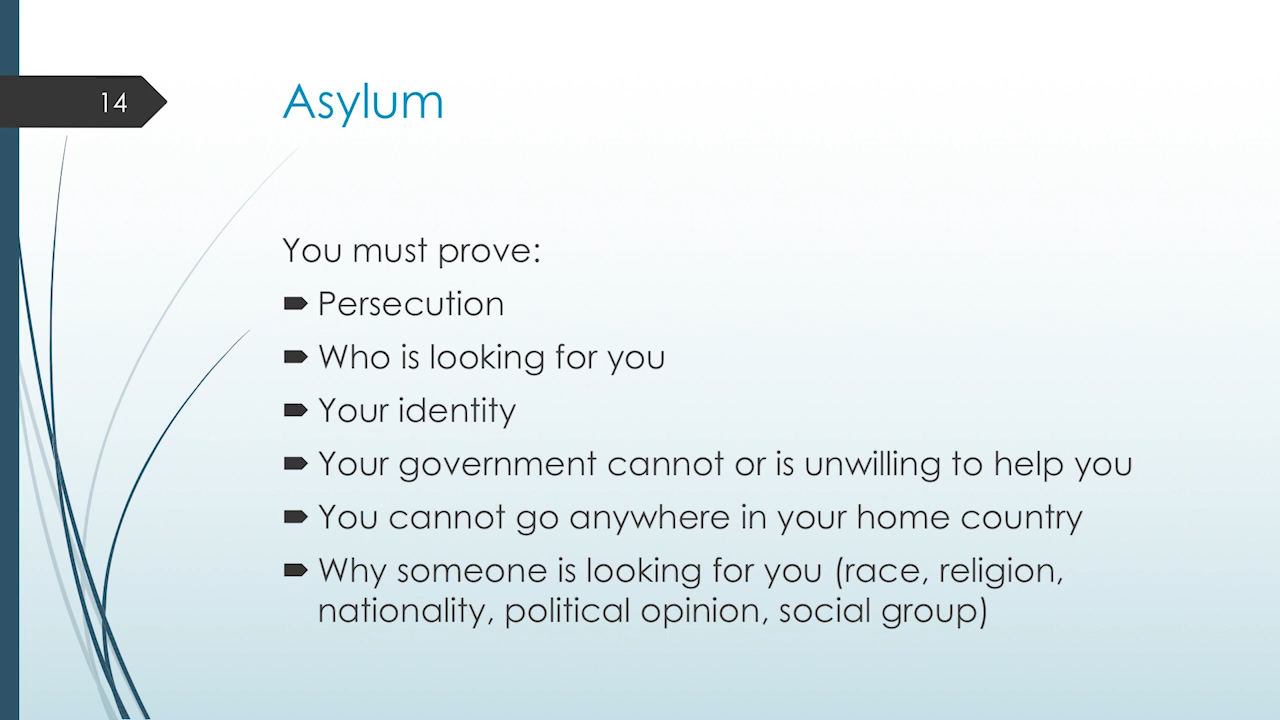 14
Asylum
You must prove:
Persecution
Who is looking for you
Your identity
Your government cannot or is unwilling to help you
You cannot go anywhere in your home country
Why someone is looking for you (race, religion,
nationality, political opinion, social group)